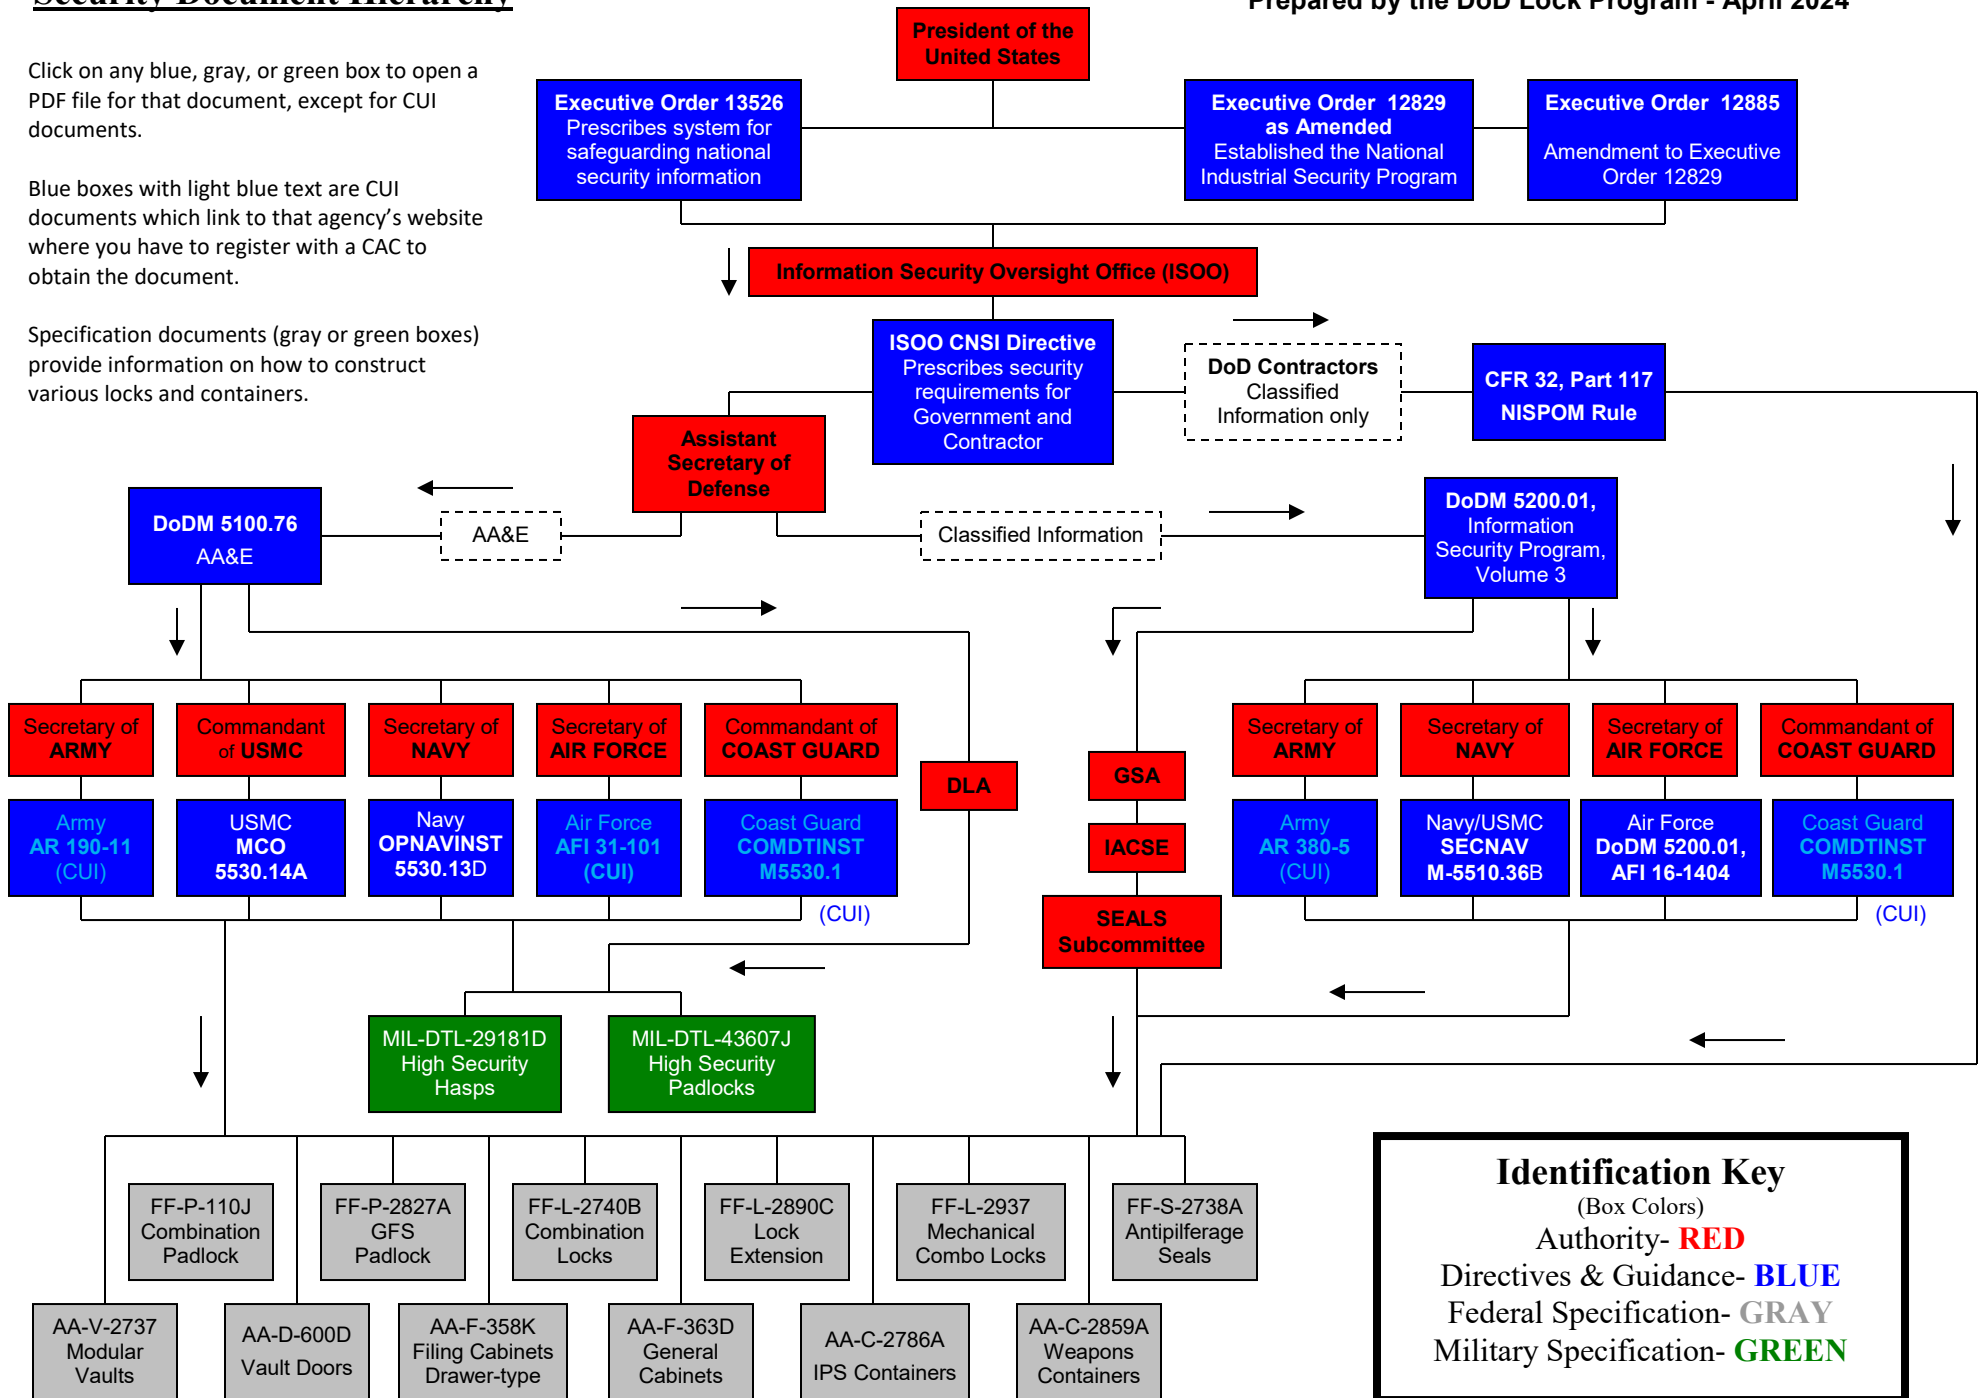 Security Document Hierarchy
Prepared by the DoD Lock Program - April 2024
Click on any blue, gray, or green box to open a
PDF file for that document, except for CUI
documents.
Blue boxes with light blue text are CUI
documents which link to that agency's website
where you have to register with a CAC to
obtain the document.
Specification documents (gray or green boxes)
provide information on how to construct
various locks and containers.
President of the
United States
Executive Order 13526
Prescribes system for
safeguarding national
security information
Executive Order  12829
as Amended
Established the National
Industrial Security Program
Executive Order  12885
Amendment to Executive
Order 12829
Information Security Oversight Office (ISOO)
ISOO CNSI Directive
Prescribes security
requirements for
Government and
Contractor
DoD Contractors
Classified
Information only
CFR 32, Part 117
NISPOM Rule
Assistant
Secretary of
Defense
DoDM 5100.76
AA&E
AA&E
Classified Information
DoDM 5200.01,
Information
Security Program,
Volume 3
Secretary of
ARMY
Commandant
of USMC
Secretary of
NAVY
Secretary of
AIR FORCE
Commandant of
COAST GUARD
DLA
GSA
IACSE
SEALS
Subcommittee
Secretary of
ARMY
Secretary of
NAVY
Secretary of
AIR FORCE
Commandant of
COAST GUARD
Army
AR 190-11
(CUI)
USMC
MCO
5530.14A
Navy
OPNAVINST
5530.13D
Air Force
AFI 31-101
(CUI)
Coast Guard
COMDTINST
M5530.1
(CUI)
Army
AR 380-5
(CUI)
Navy/USMC
SECNAV
M-5510.36B
Air Force
DoDM 5200.01,
AFI 16-1404
Coast Guard
COMDTINST
M5530.1
(CUI)
MIL-DTL-29181D
High Security
Hasps
MIL-DTL-43607J
High Security
Padlocks
FF-P-110J
Combination
Padlock
FF-P-2827A
GFS
Padlock
FF-L-2740B
Combination
Locks
FF-L-2890C
Lock
Extension
FF-L-2937
Mechanical
Combo Locks
FF-S-2738A
Antipilferage
Seals
AA-V-2737
Modular
Vaults
AA-D-600D
Vault Doors
AA-F-358K
Filing Cabinets
Drawer-type
AA-F-363D
General
Cabinets
AA-C-2786A
IPS Containers
AA-C-2859A
Weapons
Containers
Identification Key
(Box Colors)
Authority- RED
Directives & Guidance- BLUE
Federal Specification- GRAY
Military Specification- GREEN